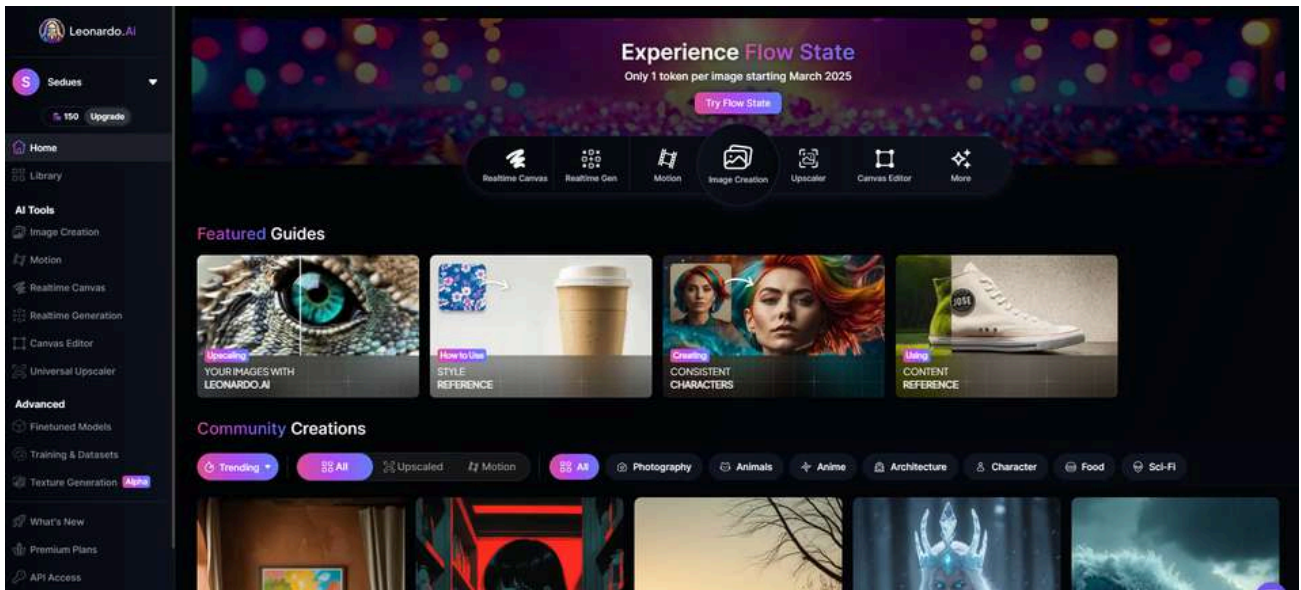 Leonardo.Ai
S
Sedues
150 Upgrade
Home
Library
AI Tools
Image Creation
Motion
Realtime Canvas
Realtime Generation
Canvas Editor
Universal Upscaler
Advanced
Finetuned Models
Training & Datasets
Texture Generation Alpha
What's New
Premium Plans
API Access
Experience Flow State
Only 1 token per image starting March 2025
Try Flow State
Realtime Canvas
Realtime Gen
Motion
Image Creation
Upscaler
Canvas Editor
More
Featured Guides
Upscaling
YOUR IMAGES WITH
LEONARDO.AI
How to Use
STYLE
REFERENCE
Creating
CONSISTENT
CHARACTERS
JOSE
Using
CONTENT
REFERENCE
Community Creations
Trending All Upscaled Motion All Photography Animals Anime Architecture Character Food Sci-Fi